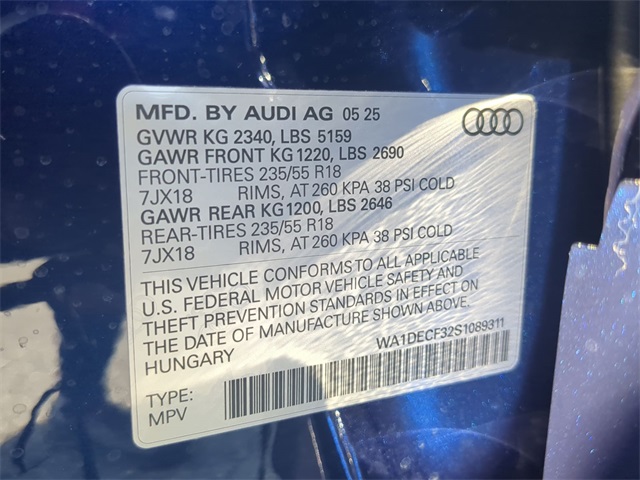 MFD. BY AUDI AG 05 25
GVWR KG 2340, LBS 5159
GAWR FRONT KG 1220, LBS 2690
FRONT-TIRES 235/55 R18
7JX18 RIMS, AT 260 KPA 38 PSI COLD
GAWR REAR KG 1200, LBS 2646
REAR-TIRES 235/55 R18
7JX18 RIMS, AT 260 KPA 38 PSI COLD
THIS VEHICLE CONFORMS TO ALL APPLICABLE
U.S. FEDERAL MOTOR VEHICLE SAFETY AND
THEFT PREVENTION STANDARDS IN EFFECT ON
THE DATE OF MANUFACTURE SHOWN ABOVE.
HUNGARY WA1DECF32S1089311
TYPE:
MPV